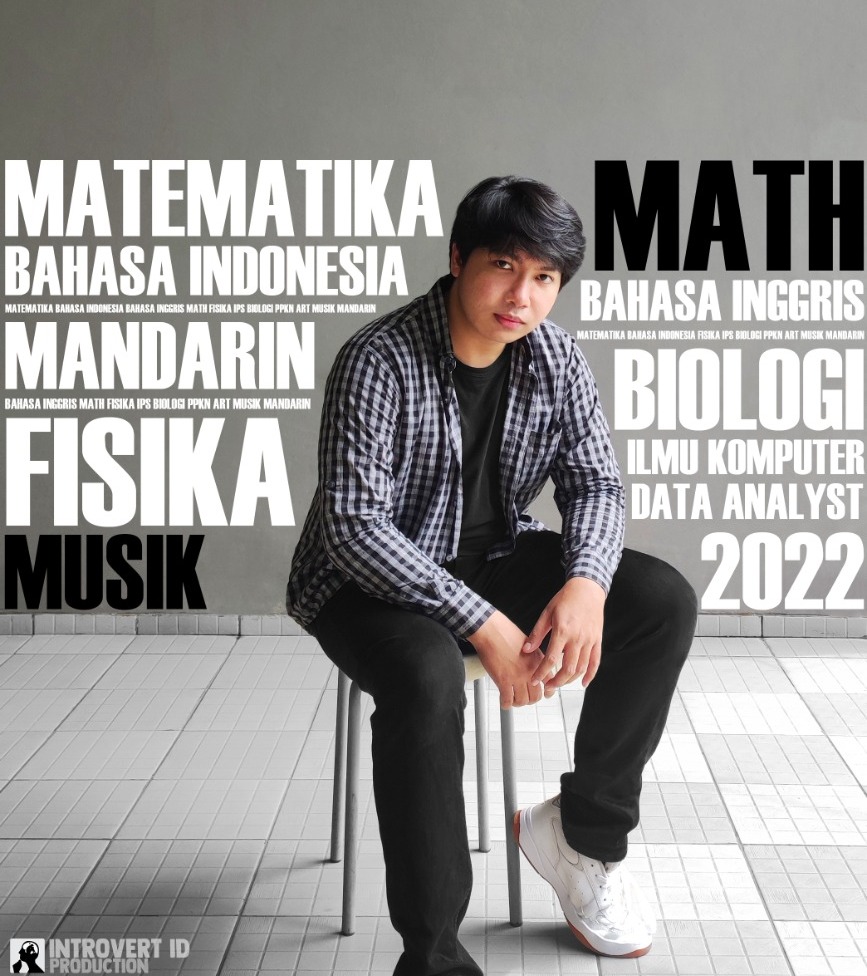 MATEMATIKA
BAHASA INDONESIA
MATEMATIKA BAHASA INDONESIA BAHASA INGGRIS MATH FISIKA IPS BIOLOGI PPKN ART MUSIK MANDARIN
MANDARIN
BAHASA INGGRIS MATH FISIKA IPS BIOLOGI PPKN ART MUSIK MANDARIN
FISIKA
MUSIK
MATH
BAHASA INGGRIS
MATEMATIKA BAHASA INDONESIA FISIKA IPS BIOLOGI PPKN ART MUSIK MANDARIN
BIOLOGI
ILMU KOMPUTER
DATA ANALYST
2022
INTROVERT ID
PRODUCTION